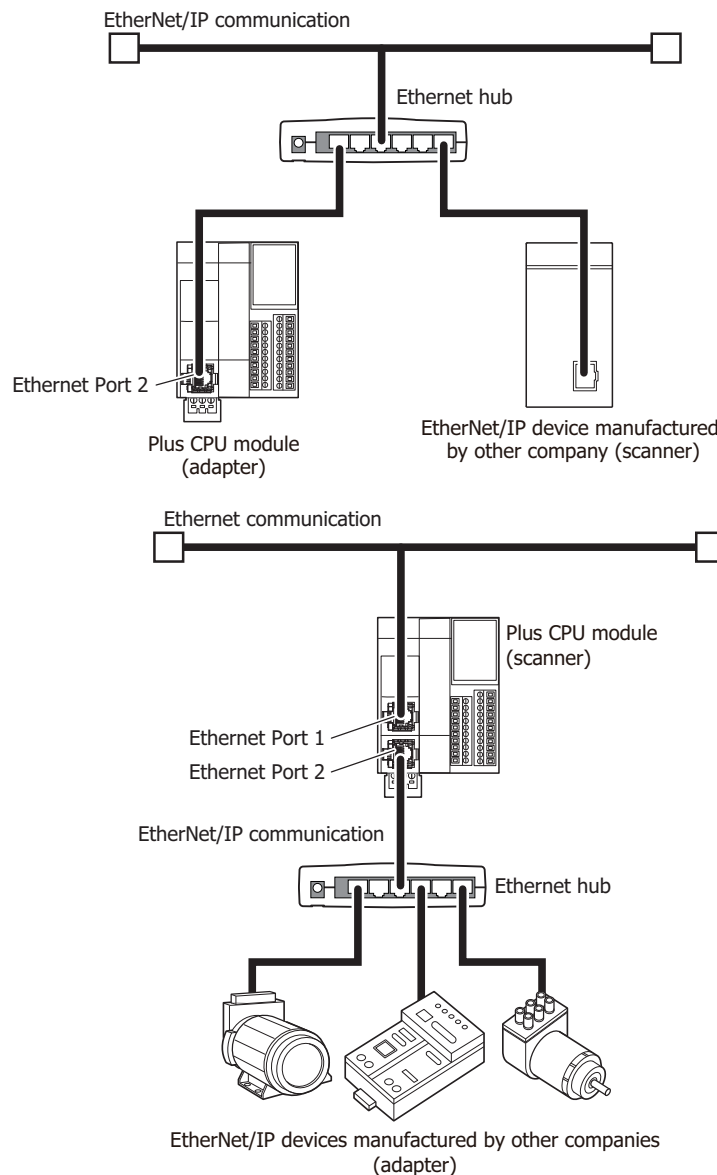 EtherNet/IP communication
Ethernet hub
Ethernet Port 2
Plus CPU module
(adapter)
EtherNet/IP device manufactured
by other company (scanner)
Ethernet communication
Plus CPU module
(scanner)
Ethernet Port 1
Ethernet Port 2
EtherNet/IP communication
Ethernet hub
EtherNet/IP devices manufactured by other companies
(adapter)